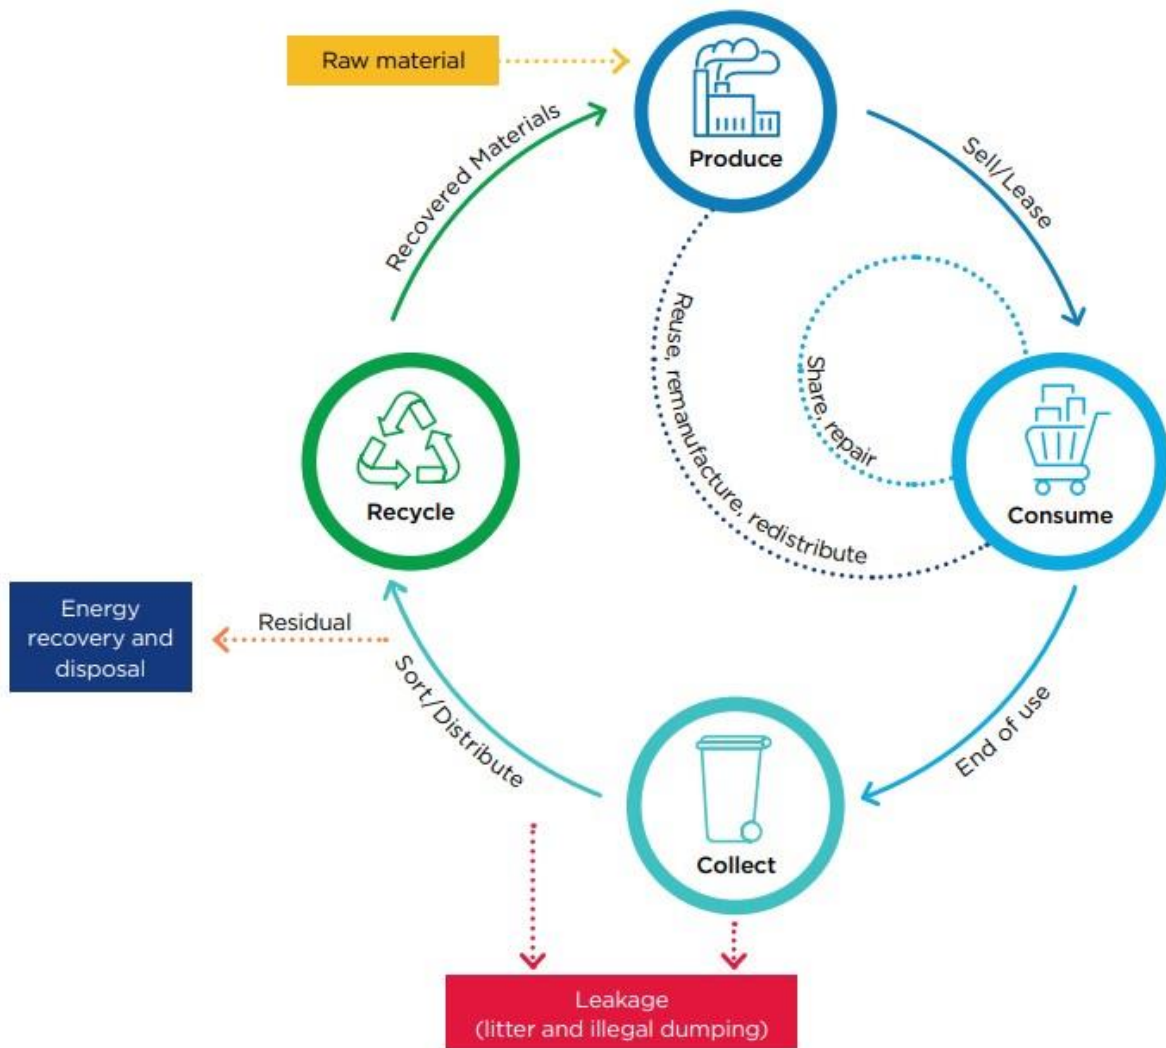 Raw material
Produce
Recovered Materials
Sell/Lease
Reuse, remanufacture, redistribute
Share, repair
Recycle
Consume
Energy
recovery and
disposal
Residual
Sort/Distribute
End of use
Collect
Leakage
(litter and illegal dumping)